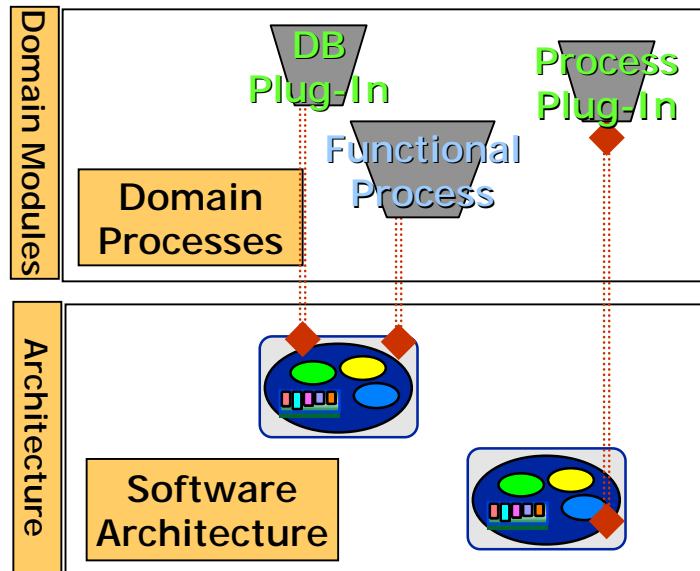 Domain Modules
DB
Plug-In
Process
Plug-In
Functional
Process
Domain
Processes
Architecture
Software
Architecture